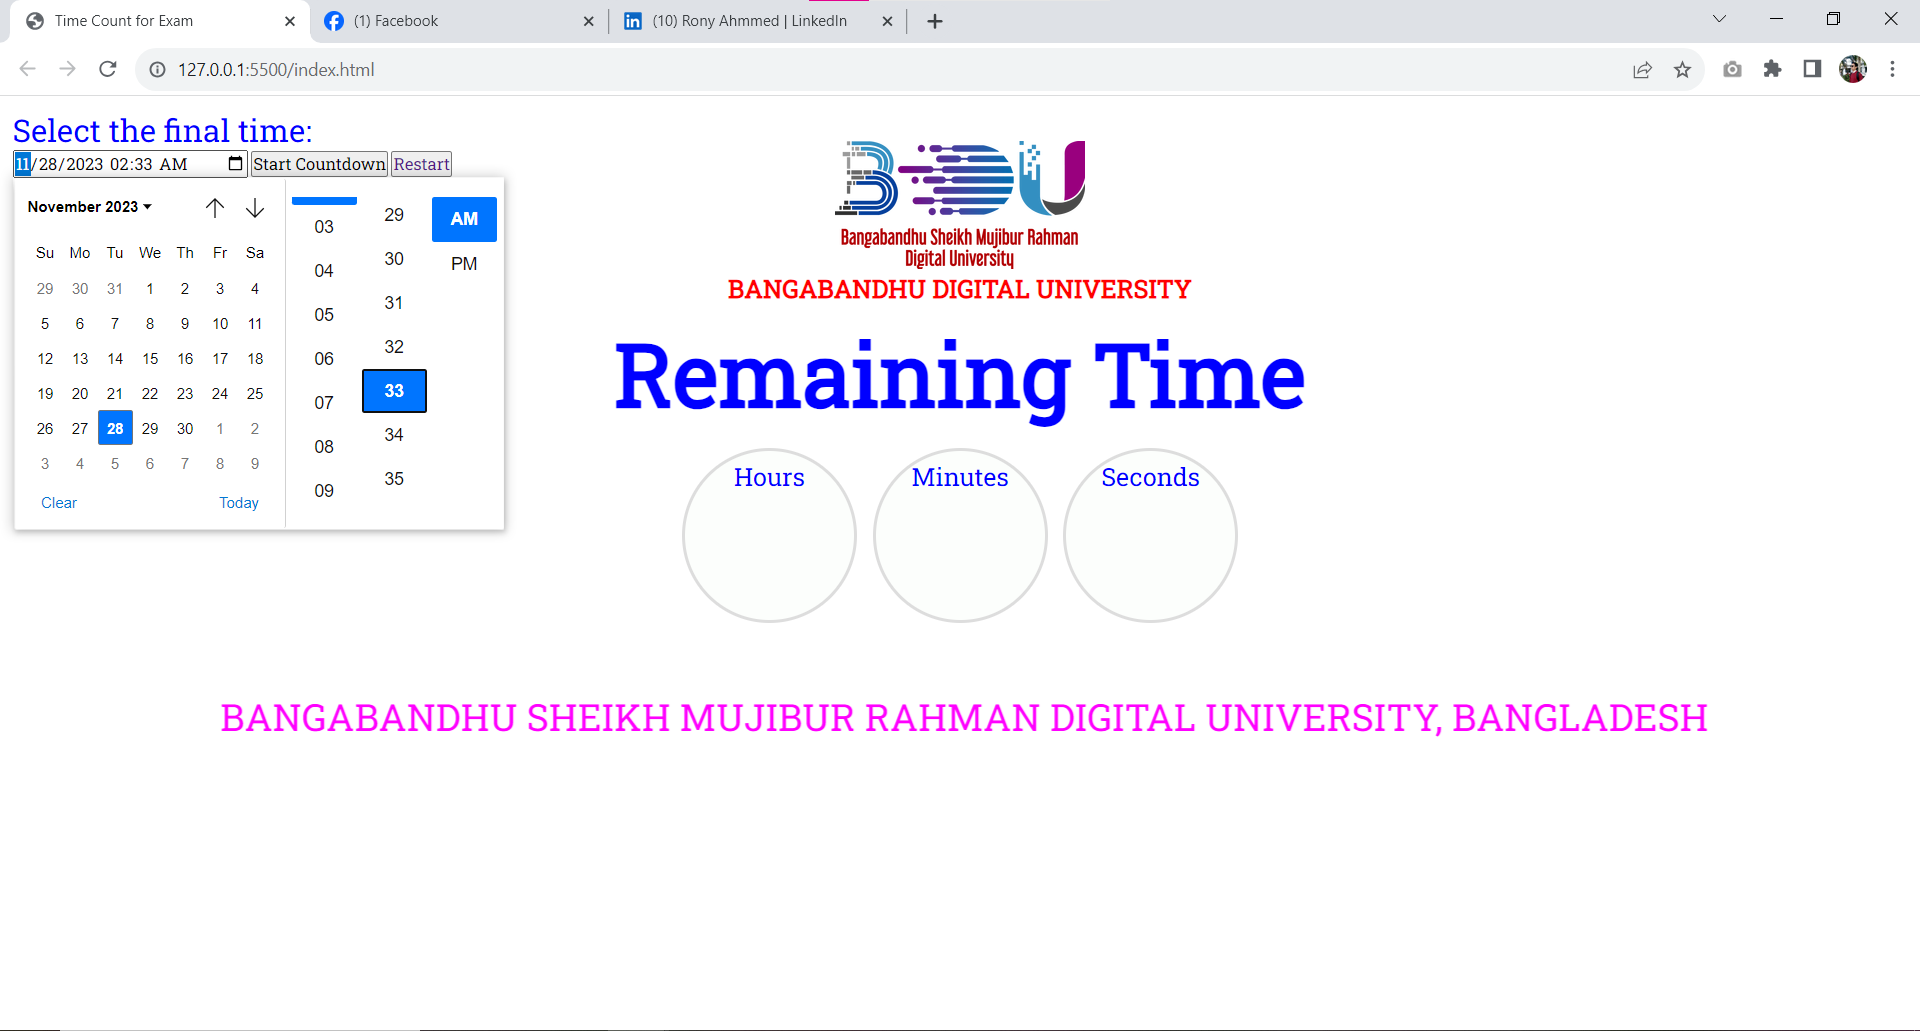 Time Count for Exam
(1) Facebook
(10) Rony Ahmmed | LinkedIn
127.0.0.1:5500/index.html
Select the final time:
11/28/2023 02:33 AM
Start Countdown
Restart
November 2023
Su Mo Tu We Th Fr Sa
29 30 31 1 2 3 4
5 6 7 8 9 10 11
12 13 14 15 16 17 18
19 20 21 22 23 24 25
26 27 28 29 30 1 2
3 4 5 6 7 8 9
Clear
Today
03
04
05
06
07
08
09
29
30
31
32
33
34
35
AM
PM
BDU
Bangabandhu Sheikh Mujibur Rahman
Digital University
BANGABANDHU DIGITAL UNIVERSITY
Remaining Time
Hours
Minutes
Seconds
BANGABANDHU SHEIKH MUJIBUR RAHMAN DIGITAL UNIVERSITY, BANGLADESH